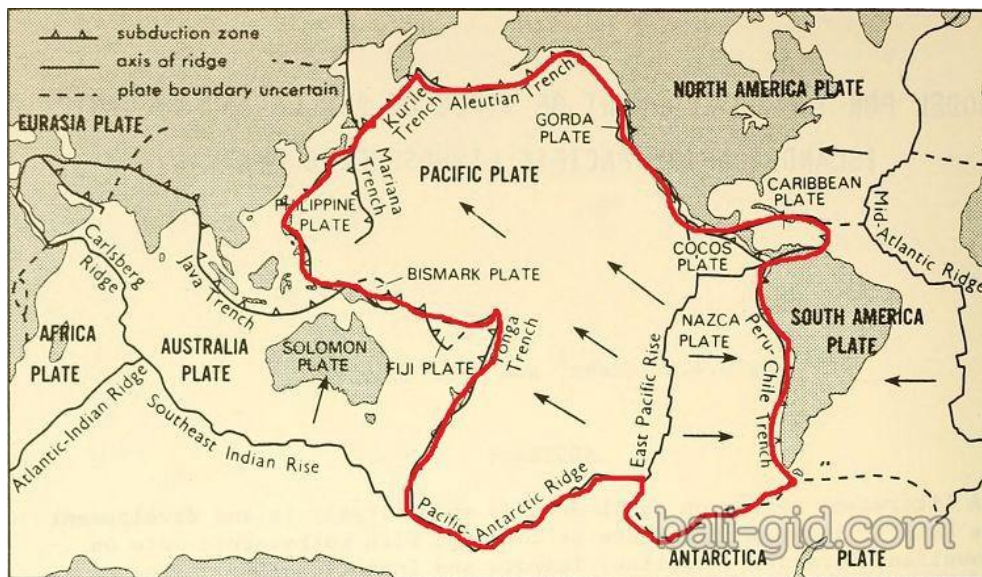 subduction zone
axis of ridge
plate boundary uncertain
EURASIA PLATE
Kurile
Trench
Aleutian Trench
NORTH AMERICA PLATE
GORDA
PLATE
Mariana
Trench
PACIFIC PLATE
PHILIPPINE
PLATE
CARIBBEAN
PLATE
Mid-Atlantic Ridge
COCOS
PLATE
Carlsberg
Ridge
Java Trench
BISMARK PLATE
AFRICA
PLATE
AUSTRALIA
PLATE
SOLOMON
PLATE
FIJI PLATE
Tonga
Trench
East Pacific Rise
NAZCA
PLATE
Peru-Chile Trench
SOUTH AMERICA
PLATE
Atlantic-Indian Ridge
Southeast Indian Rise
Pacific Antarctic Ridge
and development
bali-gid.com
ANTARCTICA PLATE